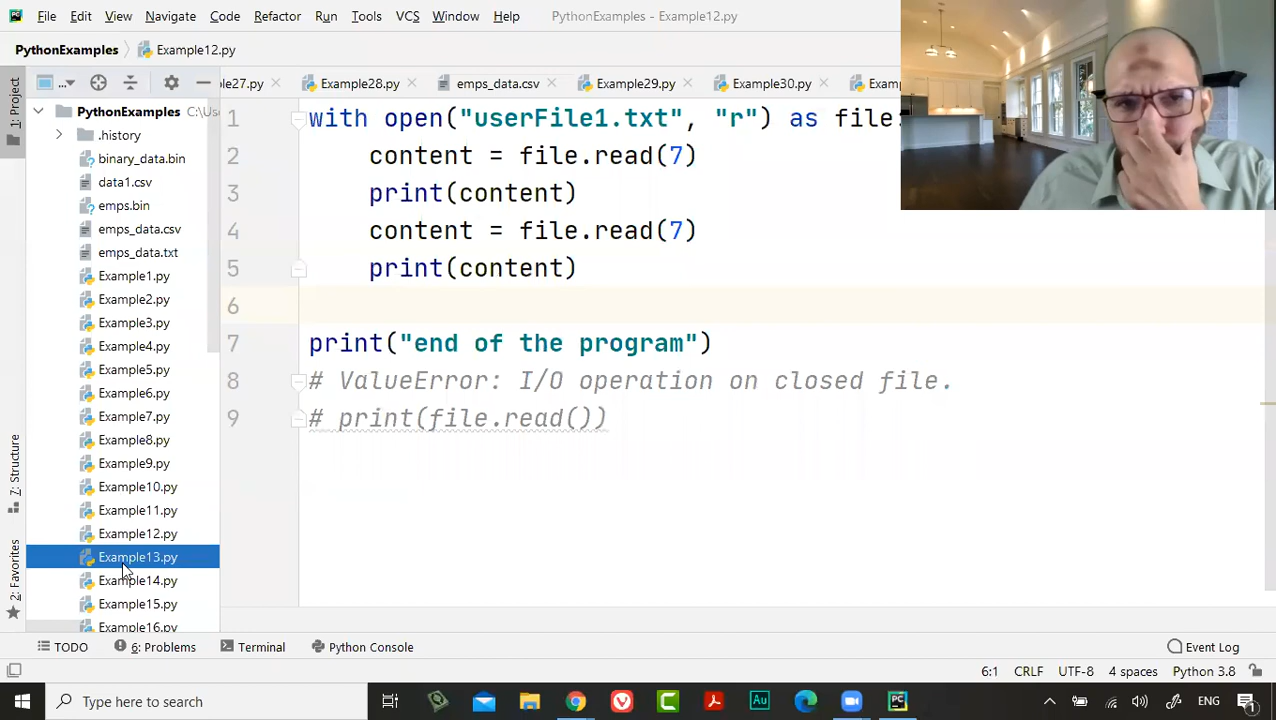 File Edit View Navigate Code Refactor Run Tools VCS Window Help PythonExamples - Example12.py
PythonExamples Example12.py
1: Project
le27.py Example28.py emps_data.csv Example29.py Example30.py Exam
PythonExamples C:\Us
.history
binary_data.bin
data1.csv
emps.bin
emps_data.csv
emps_data.txt
Example1.py
Example2.py
Example3.py
Example4.py
Example5.py
Example6.py
Example7.py
Example8.py
Example9.py
Example10.py
Example11.py
Example12.py
Example13.py
Example14.py
Example15.py
Example16.py
1 with open("userFile1.txt", "r") as file:
2 content = file.read(7)
3 print(content)
4 content = file.read(7)
5 print(content)
6
7 print("end of the program")
8 # ValueError: I/O operation on closed file.
9 # print(file.read())
7: Structure
2: Favorites
TODO 6: Problems Terminal Python Console Event Log
6:1 CRLF UTF-8 4 spaces Python 3.8
Type here to search
ENG